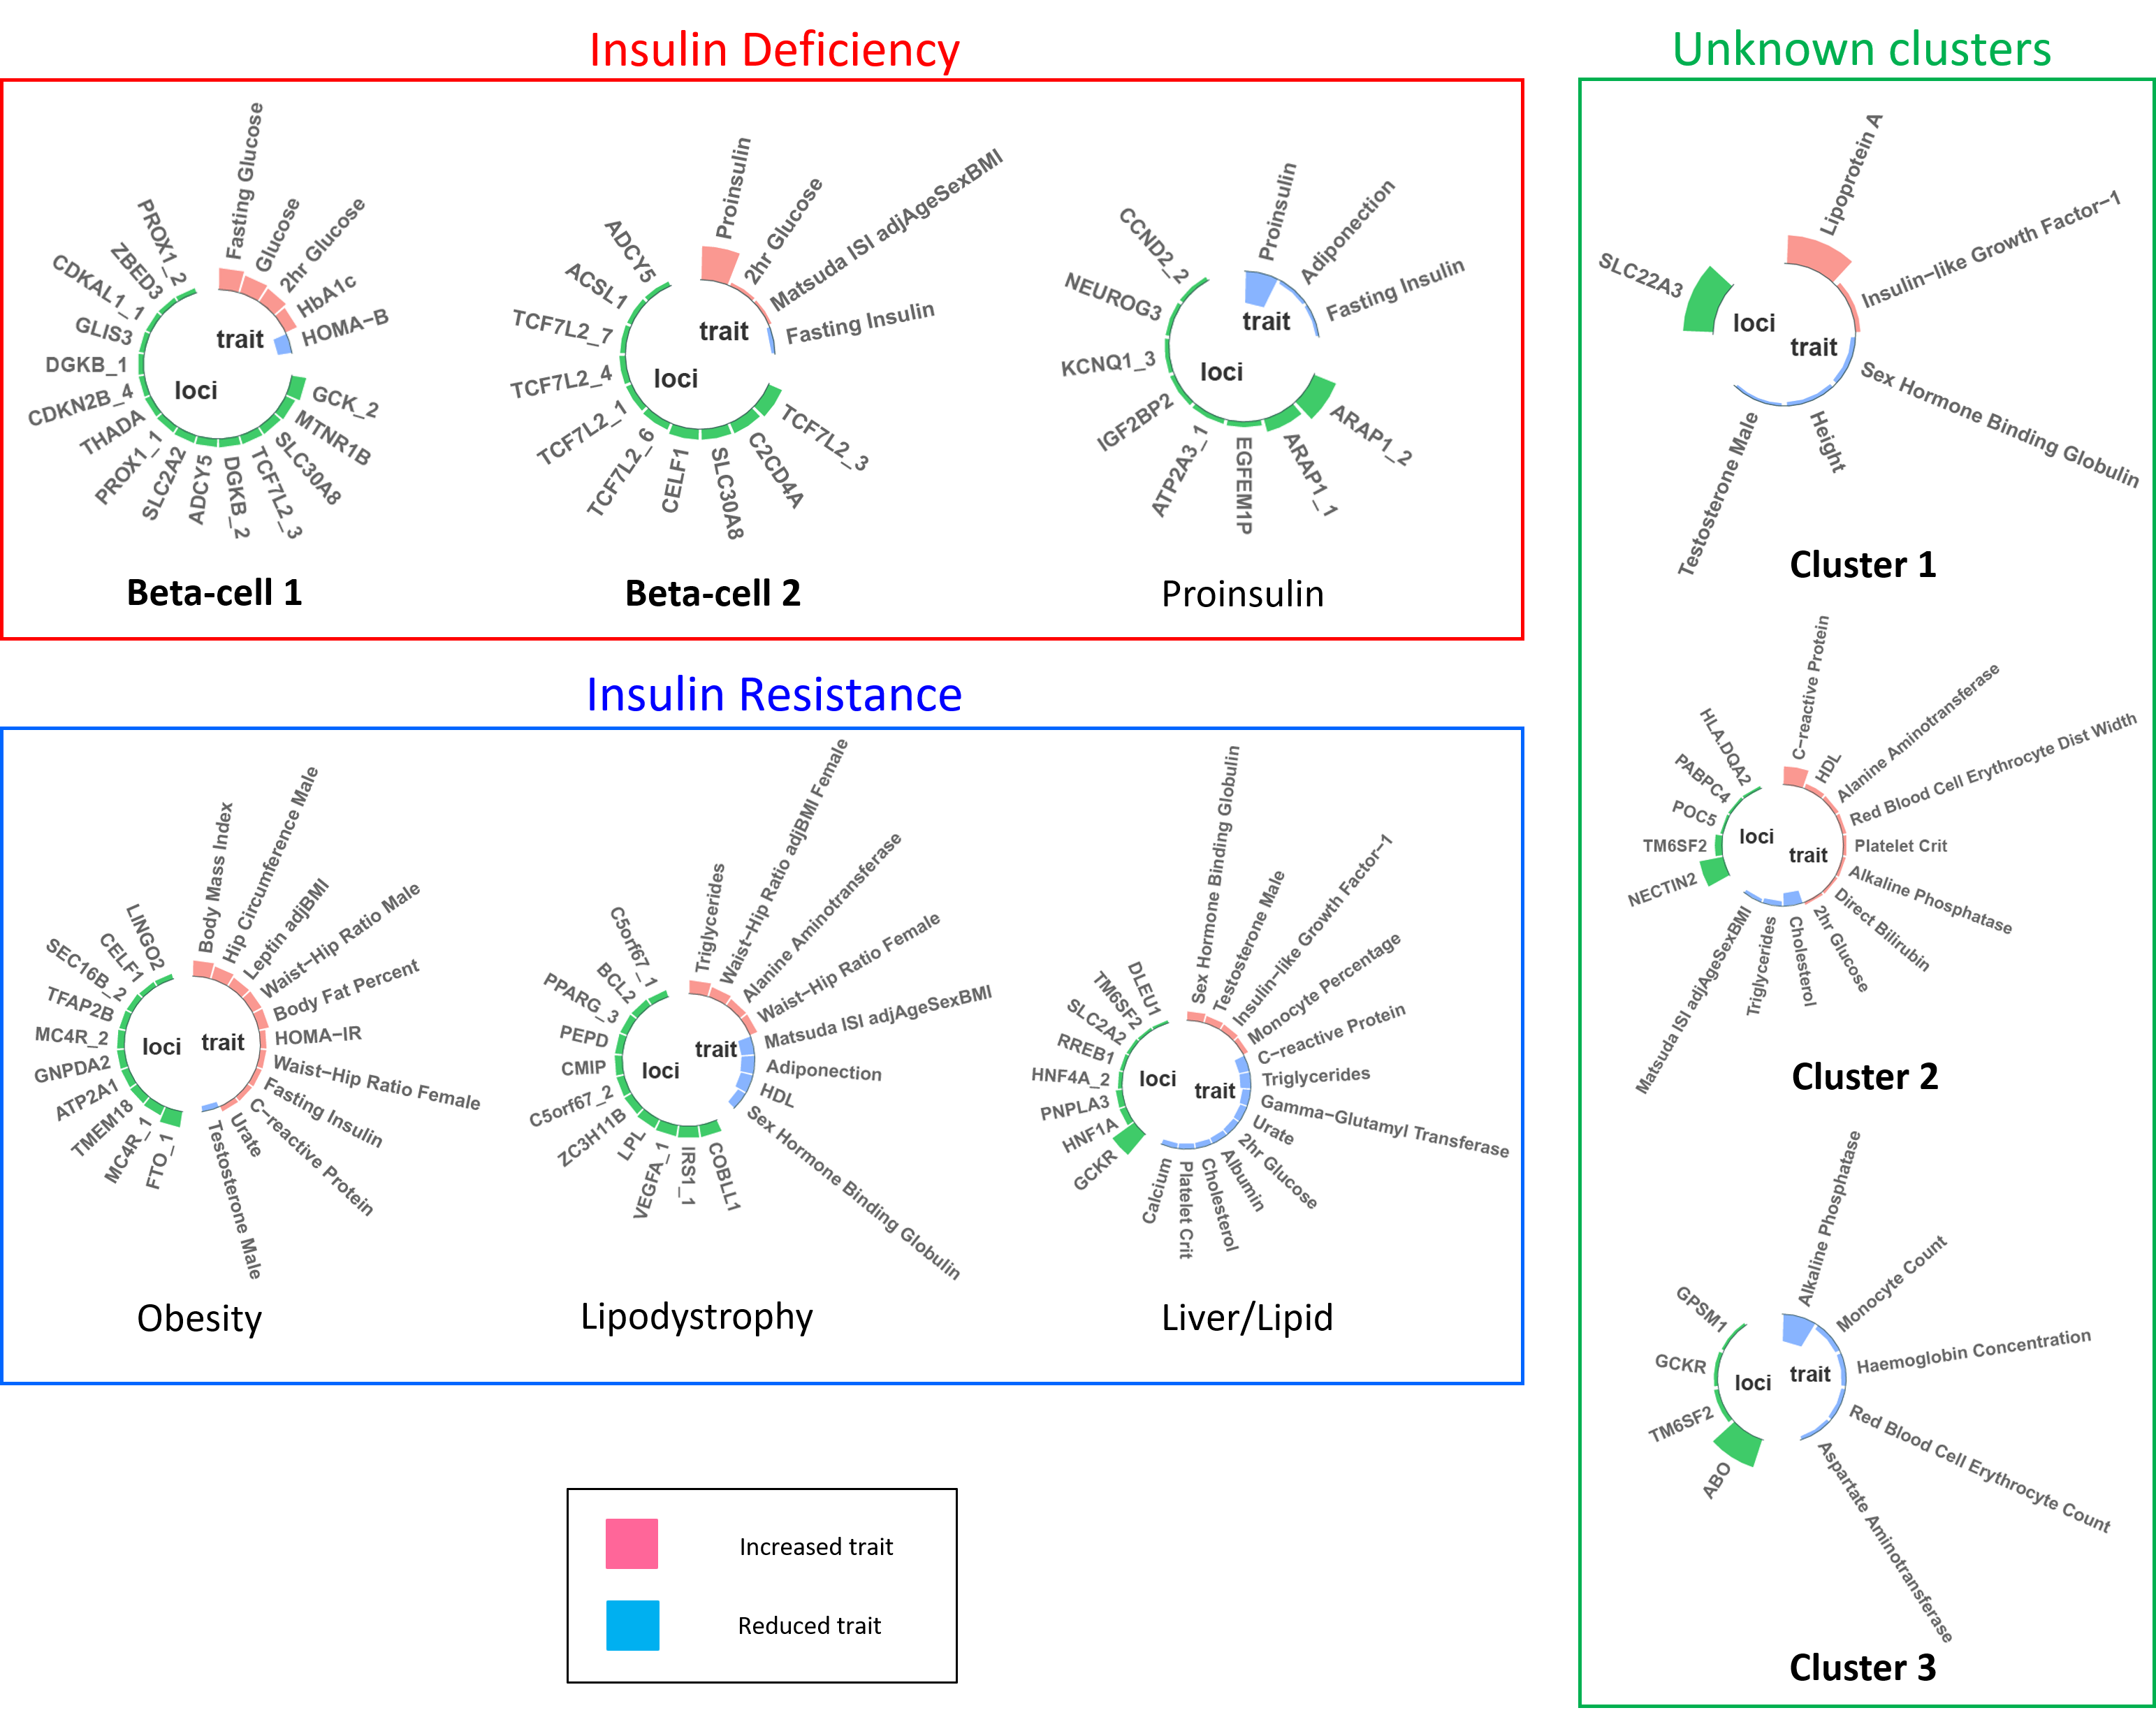 Insulin Deficiency
Fasting Glucose
Glucose
2hr Glucose
HbA1c
HOMA−B
GCK_2
MTNR1B
SLC30A8
TCF7L2_3
DGKB_2
ADCY5
SLC2A2
PROX1_1
THADA
CDKN2B_4
DGKB_1
GLIS3
CDKAL1_1
ZBED3
PROX1_2
trait
loci
Beta-cell 1
Proinsulin
2hr Glucose
Matsuda ISI adjAgeSexBMI
Fasting Insulin
TCF7L2_3
C2CD4A
SLC30A8
CELF1
TCF7L2_6
TCF7L2_1
TCF7L2_4
TCF7L2_7
ACSL1
ADCY5
trait
loci
Beta-cell 2
Proinsulin
Adiponection
Fasting Insulin
ARAP1_2
ARAP1_1
EGFEM1P
ATP2A3_1
IGF2BP2
KCNQ1_3
NEUROG3
CCND2_2
trait
loci
Proinsulin
Insulin Resistance
Body Mass Index
Hip Circumference Male
Leptin adjBMI
Waist−Hip Ratio Male
Body Fat Percent
HOMA−IR
Waist−Hip Ratio Female
Fasting Insulin
C−reactive Protein
Urate
Testosterone Male
FTO_1
MC4R_1
TMEM18
ATP2A1
GNPDA2
MC4R_2
TFAP2B
SEC16B_2
CELF1
LINGO2
loci
trait
Obesity
Triglycerides
Waist−Hip Ratio adjBMI Female
Alanine Aminotransferase
Waist−Hip Ratio Female
Matsuda ISI adjAgeSexBMI
Adiponection
HDL
Sex Hormone Binding Globulin
COBLL1
IRS1_1
VEGFA_1
LPL
ZC3H11B
C5orf67_2
CMIP
PEPD
PPARG_3
BCL2
C5orf67_1
trait
loci
Lipodystrophy
Sex Hormone Binding Globulin
Testosterone Male
Insulin−like Growth Factor−1
Monocyte Percentage
C−reactive Protein
Triglycerides
Gamma−Glutamyl Transferase
Urate
2hr Glucose
Albumin
Cholesterol
Platelet Crit
Calcium
GCKR
HNF1A
PNPLA3
HNF4A_2
RREB1
SLC2A2
TM6SF2
DLEU1
loci
trait
Liver/Lipid
Unknown clusters
Lipoprotein A
Insulin−like Growth Factor−1
Sex Hormone Binding Globulin
Height
Testosterone Male
SLC22A3
loci
trait
Cluster 1
C−reactive Protein
HDL
Alanine Aminotransferase
Red Blood Cell Erythrocyte Dist Width
Platelet Crit
Alkaline Phosphatase
Direct Bilirubin
2hr Glucose
Cholesterol
Triglycerides
Matsuda ISI adjAgeSexBMI
NECTIN2
TM6SF2
POC5
PABPC4
HLA.DQA2
loci
trait
Cluster 2
Alkaline Phosphatase
Monocyte Count
Haemoglobin Concentration
Red Blood Cell Erythrocyte Count
Aspartate Aminotransferase
ABO
TM6SF2
GCKR
GPSM1
loci
trait
Cluster 3
Increased trait
Reduced trait